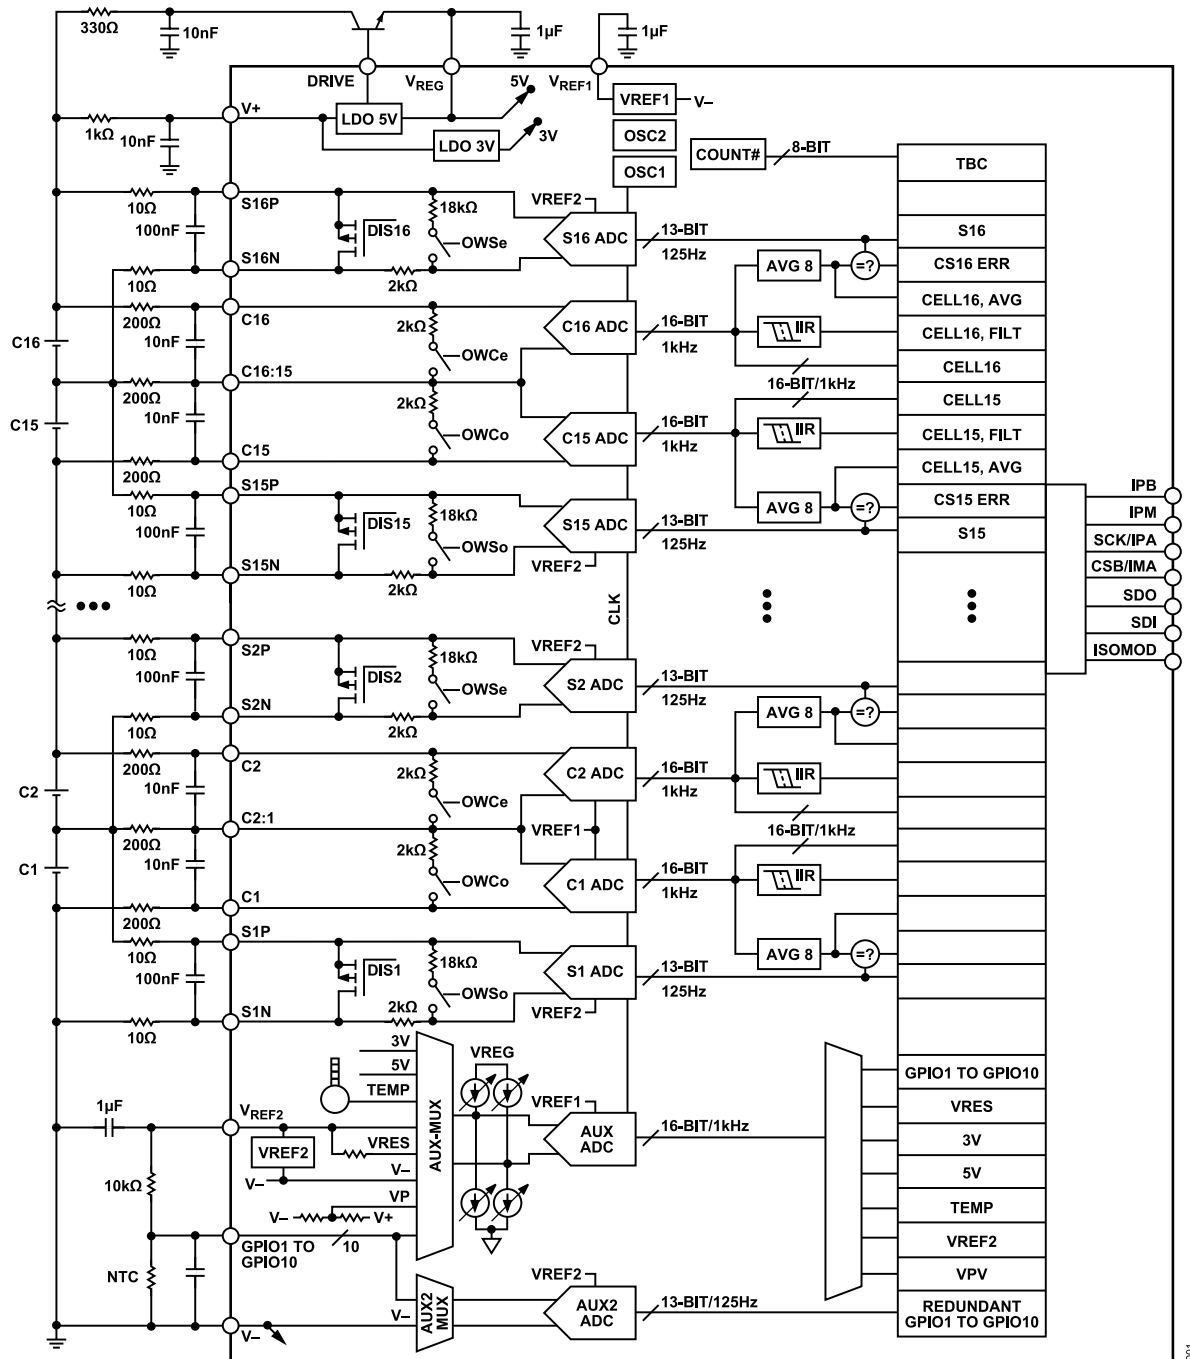 330Ω
10nF
1µF
1µF
DRIVE
VREG
5V
VREF1
VREF1
V–
V+
LDO 5V
3V
1kΩ
10nF
LDO 3V
OSC2
COUNT#
8-BIT
TBC
OSC1
10Ω
S16P
18kΩ
VREF2
100nF
DIS16
OWSe
S16 ADC
13-BIT
125Hz
S16
S16N
10Ω
2kΩ
AVG 8
=?
CS16 ERR
CELL16, AVG
C16
200Ω
10nF
2kΩ
OWCe
C16 ADC
16-BIT
1kHz
IIR
CELL16, FILT
C16
CELL16
C16:15
200Ω
2kΩ
16-BIT/1kHz
CELL15
10nF
C15
OWCo
C15 ADC
16-BIT
1kHz
IIR
CELL15, FILT
C15
200Ω
CELL15, AVG
S15P
10Ω
18kΩ
AVG 8
=?
CS15 ERR
IPB
100nF
DIS15
OWSo
S15 ADC
13-BIT
125Hz
S15
IPM
SCK/IPA
S15N
10Ω
2kΩ
VREF2
CSB/IMA
CLK
SDO
SDI
ISOMOD
S2P
10Ω
18kΩ
VREF2
100nF
DIS2
OWSe
S2 ADC
13-BIT
125Hz
S2N
10Ω
2kΩ
AVG 8
=?
C2
200Ω
10nF
2kΩ
OWCe
C2 ADC
16-BIT
1kHz
IIR
C2
C2:1
200Ω
2kΩ
VREF1
16-BIT/1kHz
10nF
C1
OWCo
C1 ADC
16-BIT
1kHz
IIR
C1
200Ω
S1P
10Ω
18kΩ
AVG 8
=?
100nF
DIS1
OWSo
S1 ADC
13-BIT
125Hz
S1N
10Ω
2kΩ
VREF2
3V
VREG
5V
TEMP
GPIO1 TO GPIO10
1µF
VREF2
VREF1
VRES
VREF2
VRES
AUX-MUX
AUX
ADC
16-BIT/1kHz
3V
V–
V–
5V
10kΩ
VP
V–
V+
TEMP
GPIO1 TO
GPIO10
10
VREF2
NTC
VREF2
VPV
AUX2
MUX
V–
AUX2
ADC
13-BIT/125Hz
REDUNDANT
GPIO1 TO GPIO10
V–
001